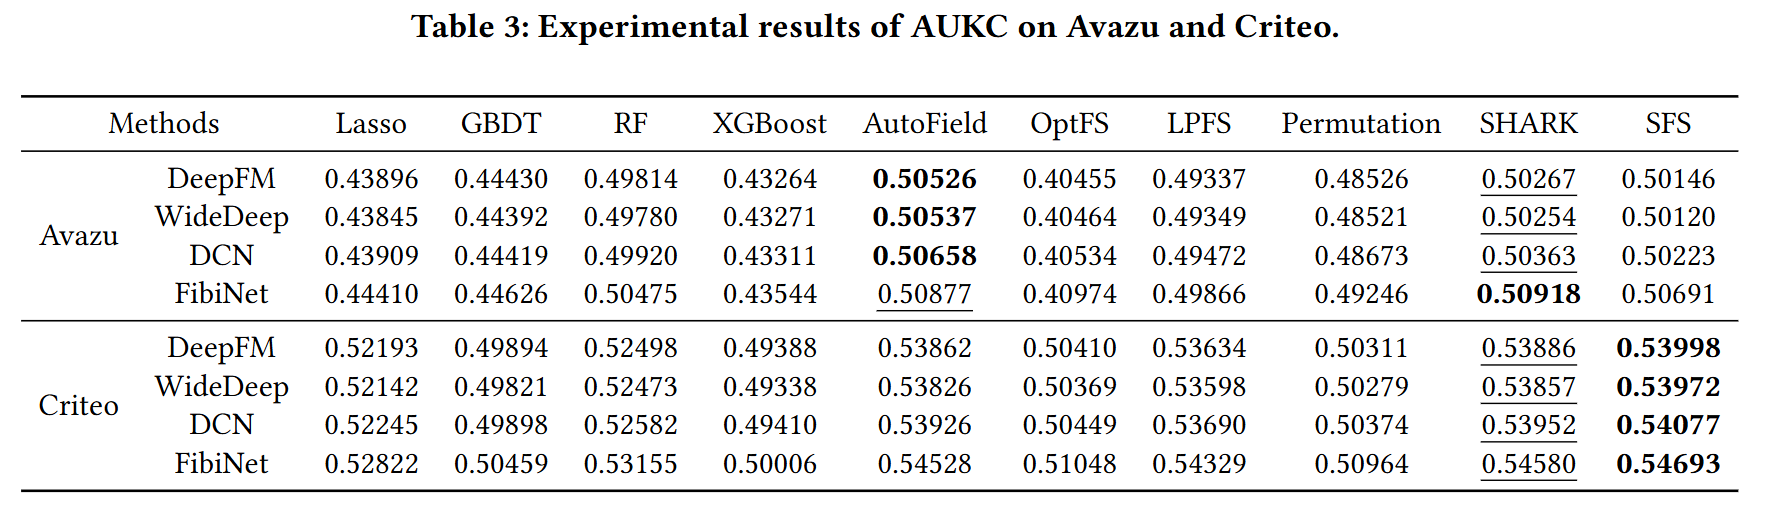 Table 3: Experimental results of AUKC on Avazu and Criteo.
Methods Lasso GBDT RF XGBoost AutoField OptFS LPFS Permutation SHARK SFS
DeepFM 0.43896 0.44430 0.49814 0.43264 0.50526 0.40455 0.49337 0.48526 0.50267 0.50146
WideDeep 0.43845 0.44392 0.49780 0.43271 0.50537 0.40464 0.49349 0.48521 0.50254 0.50120
Avazu
DCN 0.43909 0.44419 0.49920 0.43311 0.50658 0.40534 0.49472 0.48673 0.50363 0.50223
FibiNet 0.44410 0.44626 0.50475 0.43544 0.50877 0.40974 0.49866 0.49246 0.50918 0.50691
DeepFM 0.52193 0.49894 0.52498 0.49388 0.53862 0.50410 0.53634 0.50311 0.53886 0.53998
WideDeep 0.52142 0.49821 0.52473 0.49338 0.53826 0.50369 0.53598 0.50279 0.53857 0.53972
Criteo
DCN 0.52245 0.49898 0.52582 0.49410 0.53926 0.50449 0.53690 0.50374 0.53952 0.54077
FibiNet 0.52822 0.50459 0.53155 0.50006 0.54528 0.51048 0.54329 0.50964 0.54580 0.54693